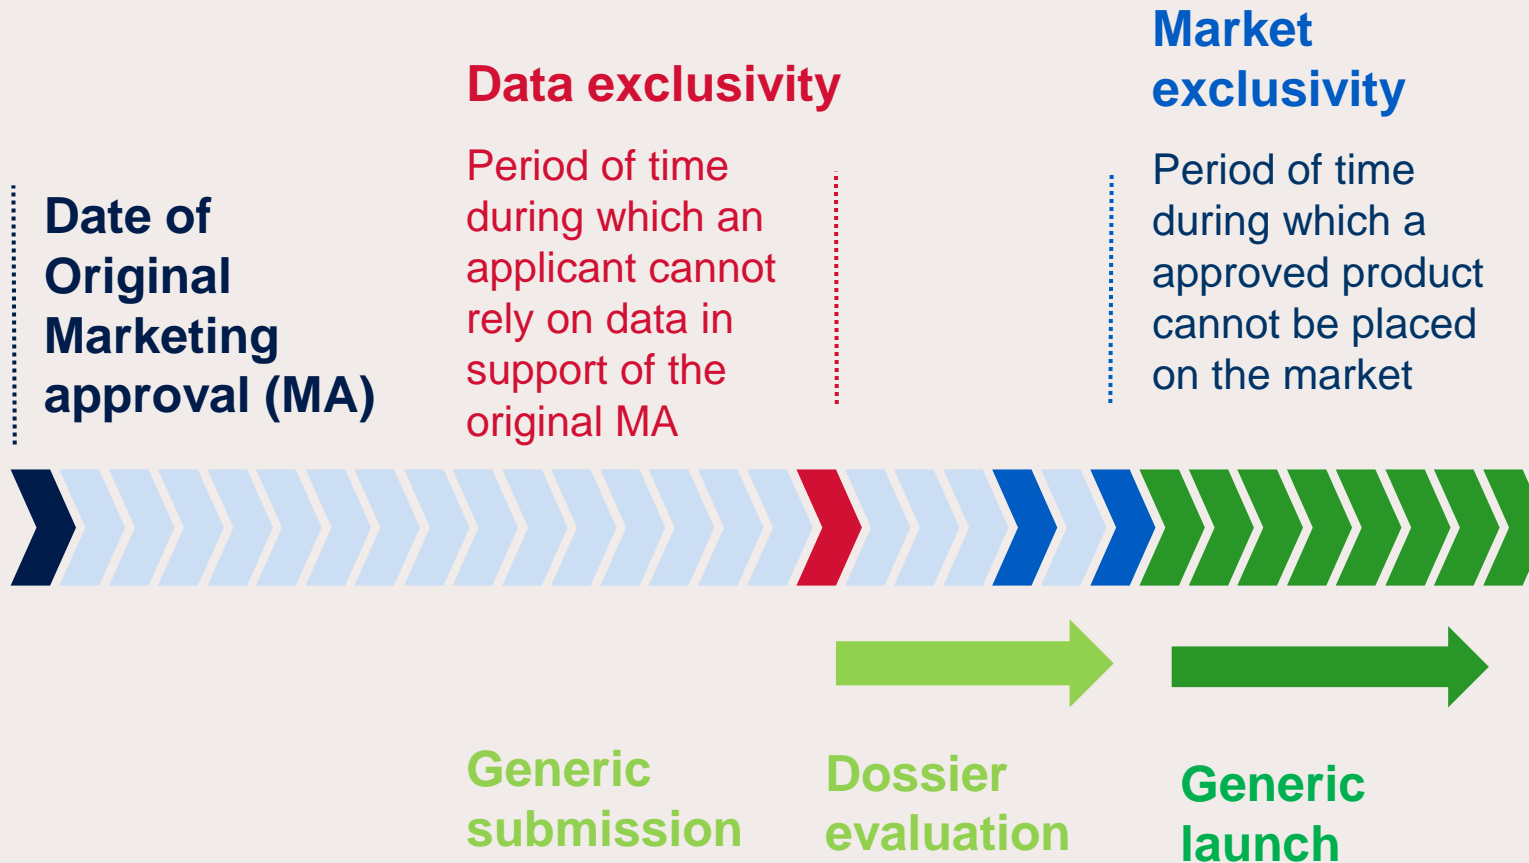 Date of
Original
Marketing
approval (MA)
Data exclusivity
Period of time
during which an
applicant cannot
rely on data in
support of the
original MA
Market
exclusivity
Period of time
during which a
approved product
cannot be placed
on the market
Generic
submission
Dossier
evaluation
Generic
launch